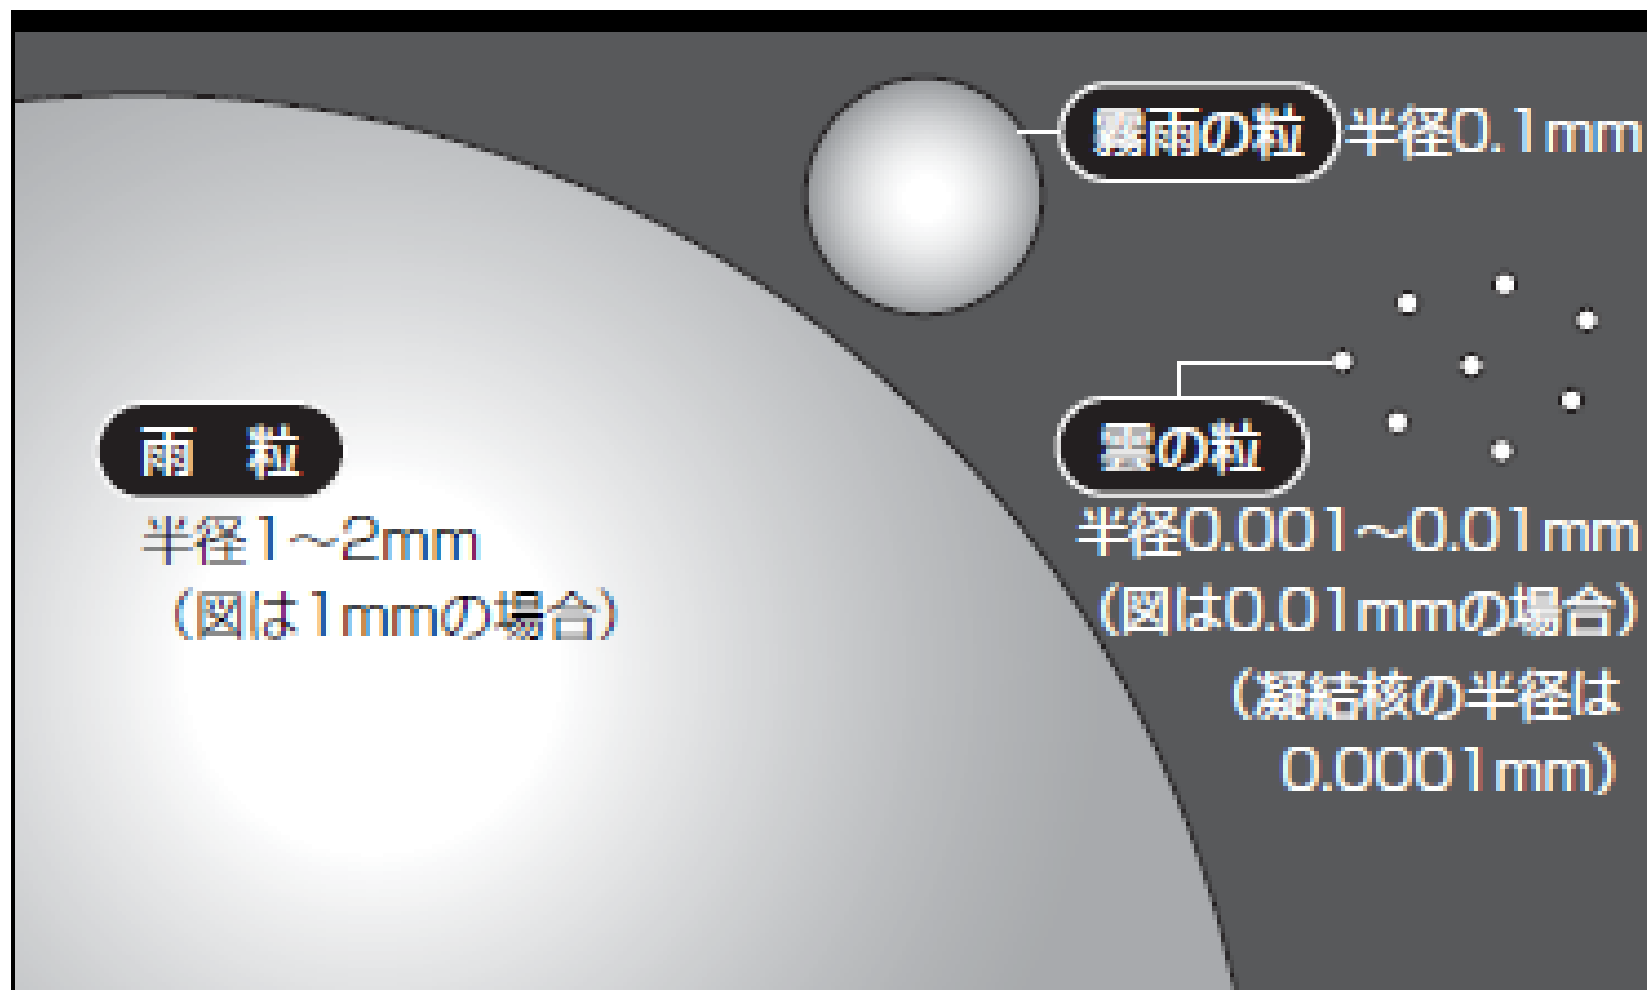 霧雨の粒 半径0.1mm
雨 粒
半径1～2mm
(図は1mmの場合)
雲の粒
半径0.001～0.01mm
(図は0.01mmの場合)
(凝結核の半径は
0.0001mm)